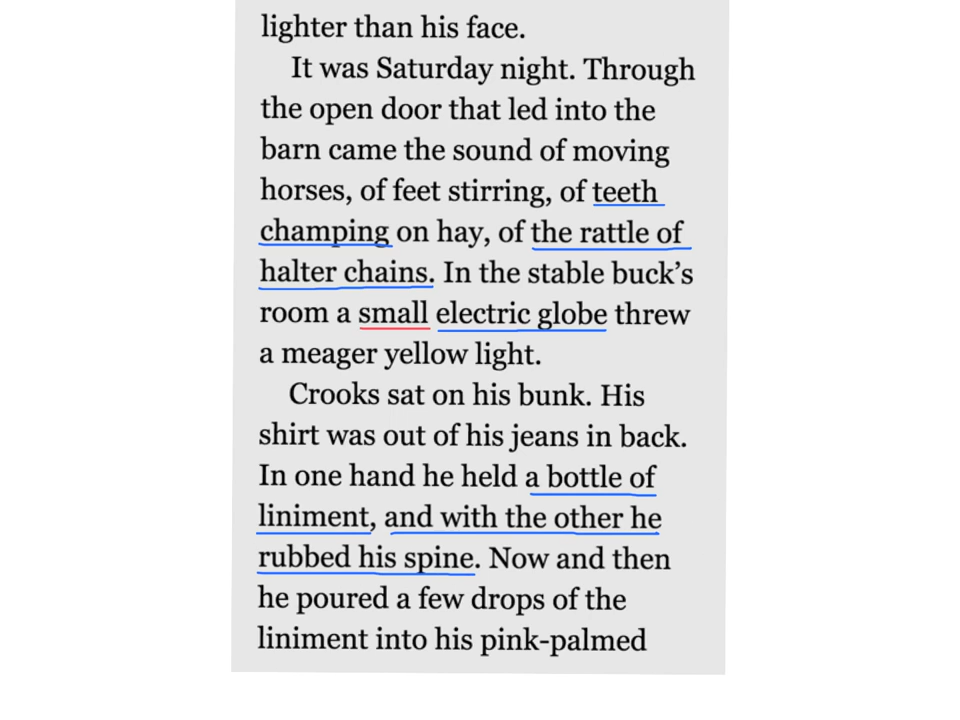 lighter than his face.
It was Saturday night. Through
the open door that led into the
barn came the sound of moving
horses, of feet stirring, of teeth
champing on hay, of the rattle of
halter chains. In the stable buck’s
room a small electric globe threw
a meager yellow light.
Crooks sat on his bunk. His
shirt was out of his jeans in back.
In one hand he held a bottle of
liniment, and with the other he
rubbed his spine. Now and then
he poured a few drops of the
liniment into his pink-palmed